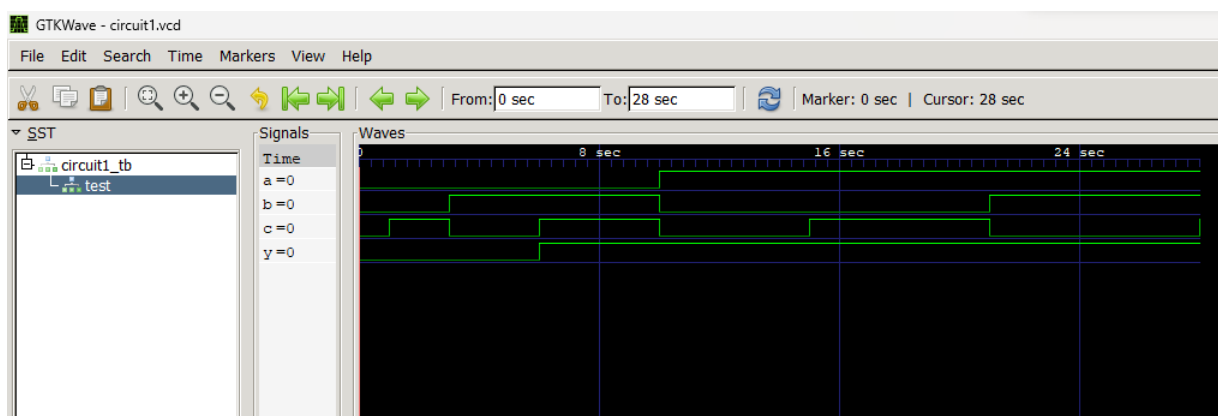 GTKWave - circuit1.vcd
File Edit Search Time Markers View Help
From: 0 sec To: 28 sec Marker: 0 sec | Cursor: 28 sec
SST
circuit1_tb
test
Signals
Time
a=0
b=0
c=0
y=0
Waves
0 8 sec 16 sec 24 sec